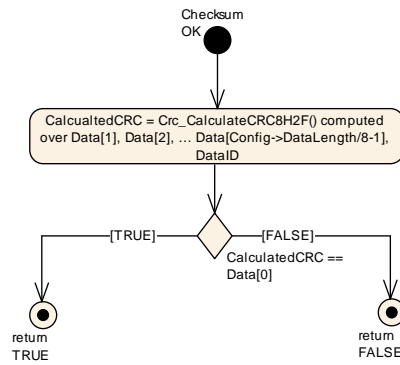 Checksum
OK
CalcualtedCRC = Crc_CalculateCRC8H2F() computed
over Data[1], Data[2], … Data[Config->DataLength/8-1],
DataID
[TRUE]
[FALSE]
CalculatedCRC ==
Data[0]
return
TRUE
return
FALSE